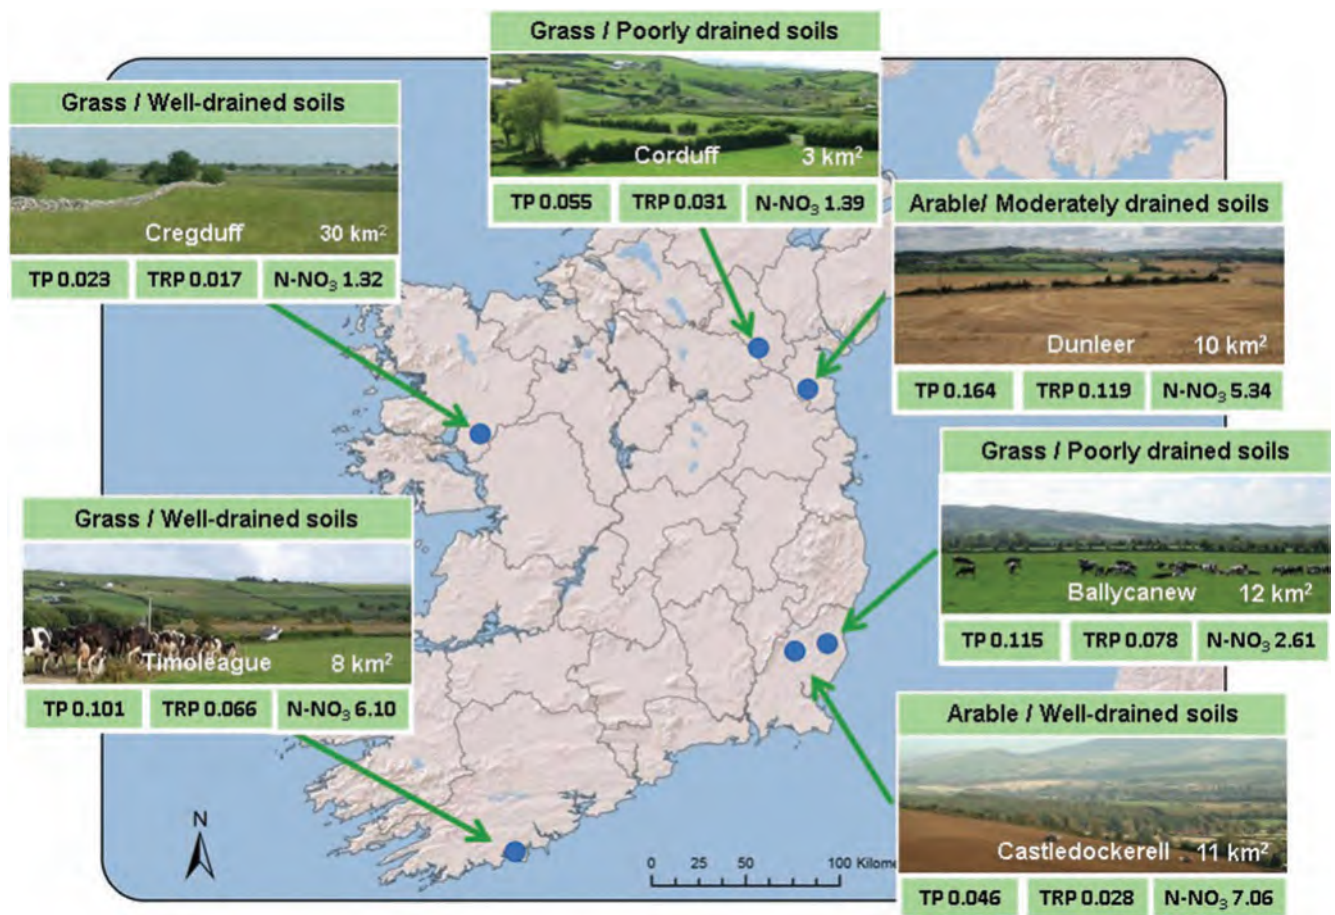 Grass / Poorly drained soils
Corduff 3 km²
TP 0.055 TRP 0.031 N-NO₃ 1.39
Grass / Well-drained soils
Cregduff 30 km²
TP 0.023 TRP 0.017 N-NO₃ 1.32
Arable/ Moderately drained soils
Dunleer 10 km²
TP 0.164 TRP 0.119 N-NO₃ 5.34
Grass / Poorly drained soils
Ballycanew 12 km²
TP 0.115 TRP 0.078 N-NO₃ 2.61
Grass / Well-drained soils
Timoleague 8 km²
TP 0.101 TRP 0.066 N-NO₃ 6.10
Arable / Well-drained soils
Castledockerell 11 km²
TP 0.046 TRP 0.028 N-NO₃ 7.06
N
0 25 50 100 Kilome